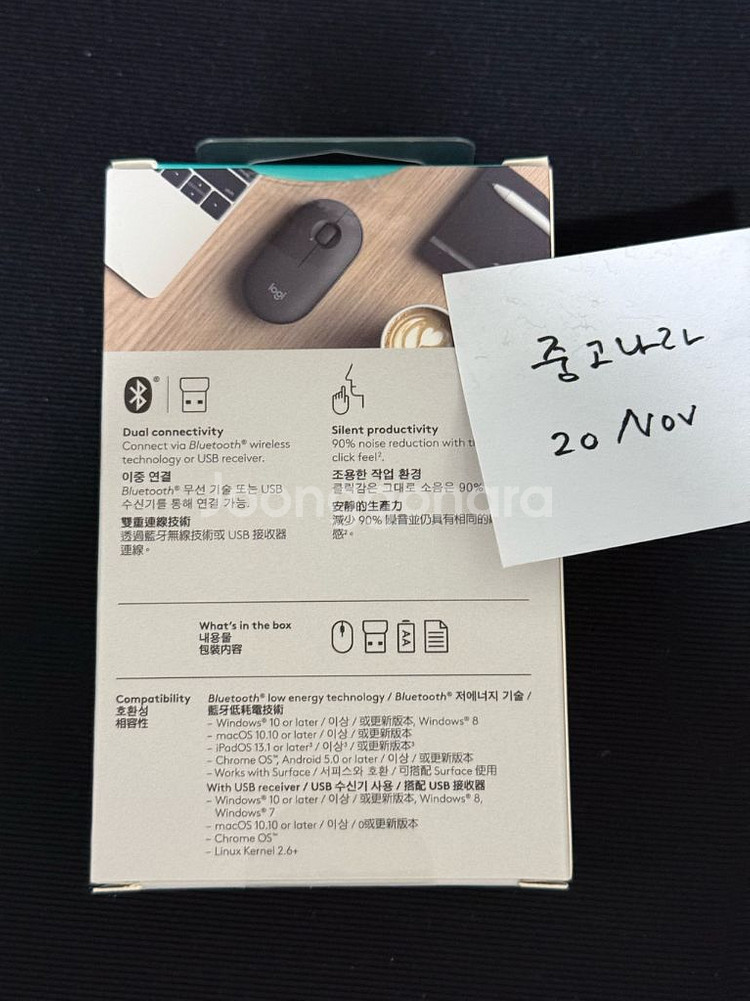 logi
중고나라
20 Nov
Dual connectivity
Connect via Bluetooth® wireless
technology or USB receiver.
이중 연결
Bluetooth® 무선 기술 또는 USB
수신기를 통해 연결 가능.
雙重連線技術
透過藍牙無線技術或 USB 接收器
連線。
Silent productivity
90% noise reduction with
click feel².
조용한 작업 환경
클릭감은 그대로 소음은 90%
安靜的生產力
減少 90% 噪音並仍具有相同的
感²。
Joongonara
What's in the box
내용물
包裝內容
AA
Compatibility
호환성
相容性
Bluetooth® low energy technology / Bluetooth® 저에너지 기술 /
藍牙低耗電技術
– Windows® 10 or later / 이상 / 或更新版本, Windows® 8
– macOS 10.10 or later / 이상 / 或更新版本
– iPadOS 13.1 or later³ / 이상³ / 或更新版本³
– Chrome OS™, Android 5.0 or later / 이상 / 或更新版本
– Works with Surface / 서피스와 호환 / 可搭配 Surface 使用
With USB receiver / USB 수신기 사용 / 搭配 USB 接收器
– Windows® 10 or later / 이상 / 或更新版本, Windows® 8,
Windows® 7
– macOS 10.10 or later / 이상 / 0或更新版本
– Chrome OS™
– Linux Kernel 2.6+